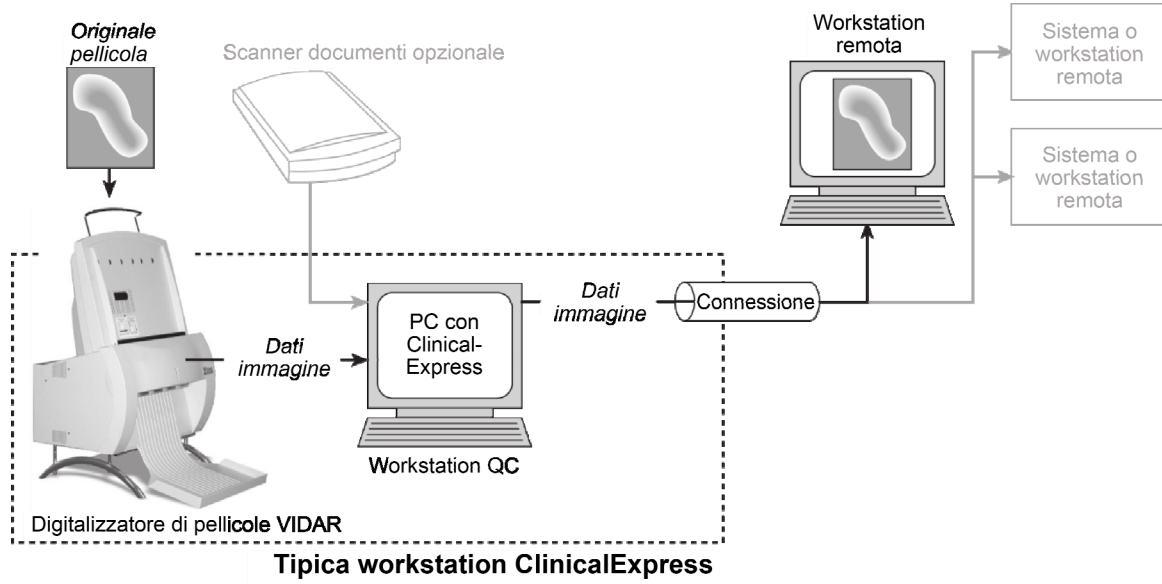 Originale
pellicola
Scanner documenti opzionale
Workstation
remota
Sistema o
workstation
remota
Sistema o
workstation
remota
Dati
immagine
PC con
Clinical-
Express
Dati
immagine
Connessione
Workstation QC
Digitalizzatore di pellicole VIDAR
Tipica workstation ClinicalExpress